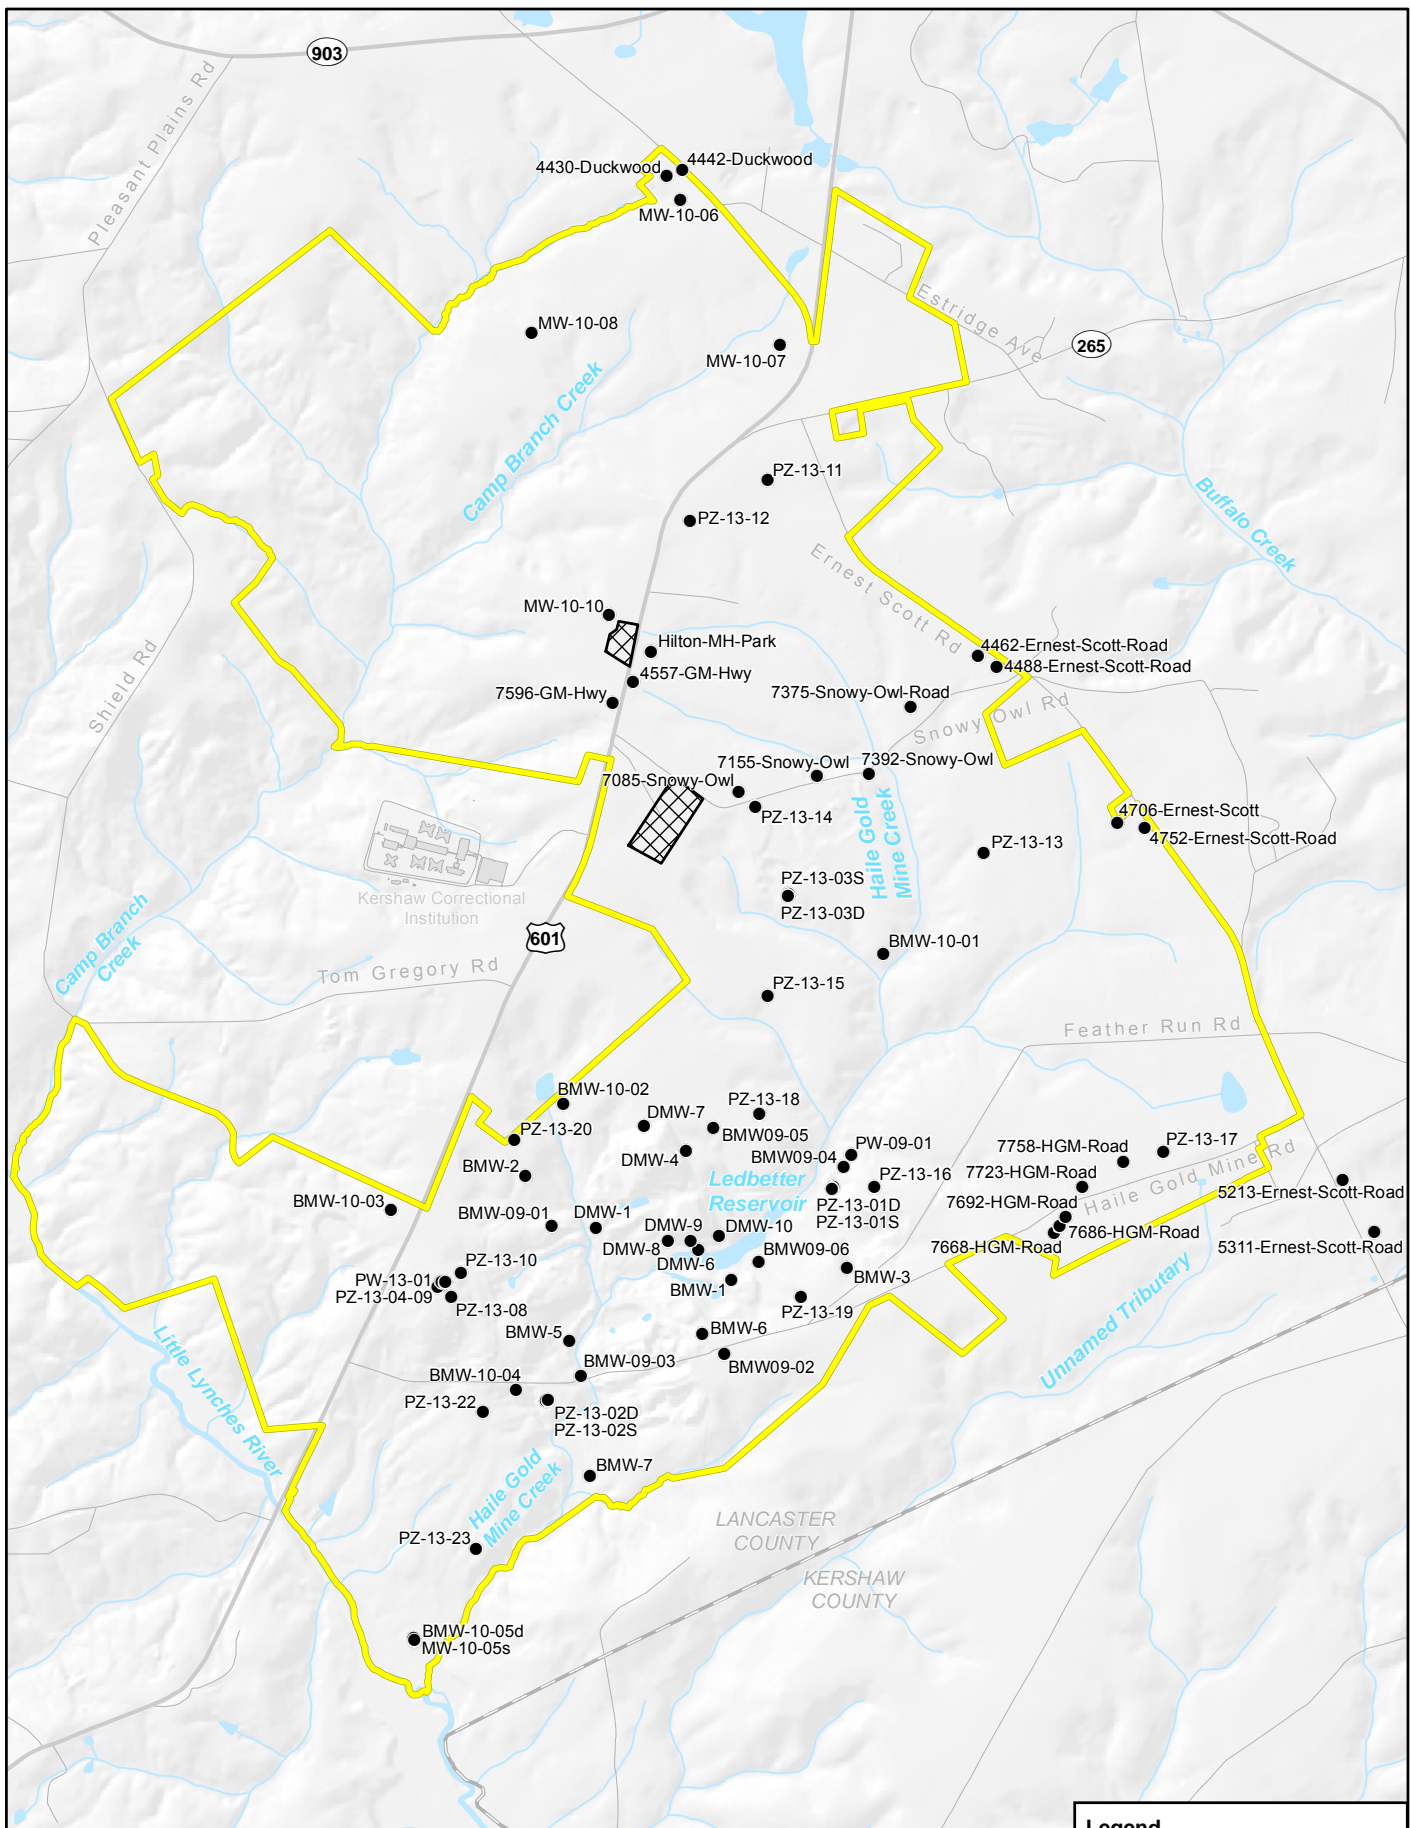 903
Pleasant Plains Rd
4430-Duckwood
4442-Duckwood
MW-10-06
Estridge Ave
265
MW-10-08
MW-10-07
Camp Branch Creek
Buffalo Creek
PZ-13-11
PZ-13-12
Ernest Scott Rd
MW-10-10
Hilton-MH-Park
4557-GM-Hwy
7596-GM-Hwy
4462-Ernest-Scott-Road
4488-Ernest-Scott-Road
7375-Snowy-Owl-Road
Snowy Owl Rd
Shield Rd
7155-Snowy-Owl
7392-Snowy-Owl
7085-Snowy-Owl
PZ-13-14
Haile Gold
Mine Creek
4706-Ernest-Scott
4752-Ernest-Scott-Road
PZ-13-13
PZ-13-03S
PZ-13-03D
Kershaw Correctional
Institution
601
BMW-10-01
Camp Branch
Creek
Tom Gregory Rd
PZ-13-15
Feather Run Rd
BMW-10-02
PZ-13-18
DMW-7
BMW09-05
PZ-13-20
DMW-4
PW-09-01
BMW09-04
BMW-2
Ledbetter
Reservoir
PZ-13-16
PZ-13-01D
PZ-13-01S
7758-HGM-Road
PZ-13-17
7723-HGM-Road
Haile Gold Mine Rd
7692-HGM-Road
7686-HGM-Road
7668-HGM-Road
5213-Ernest-Scott-Road
5311-Ernest-Scott-Road
BMW-10-03
BMW-09-01
DMW-1
DMW-9
DMW-10
DMW-8
DMW-6
BMW09-06
BMW-3
BMW-1
PZ-13-10
PW-13-01
PZ-13-04-09
PZ-13-08
PZ-13-19
Unnamed Tributary
BMW-5
BMW-6
BMW-09-03
BMW09-02
Little Lynches River
BMW-10-04
PZ-13-22
PZ-13-02D
PZ-13-02S
BMW-7
Haile Gold
Mine Creek
LANCASTER
COUNTY
PZ-13-23
KERSHAW
COUNTY
BMW-10-05d
MW-10-05s
Legend